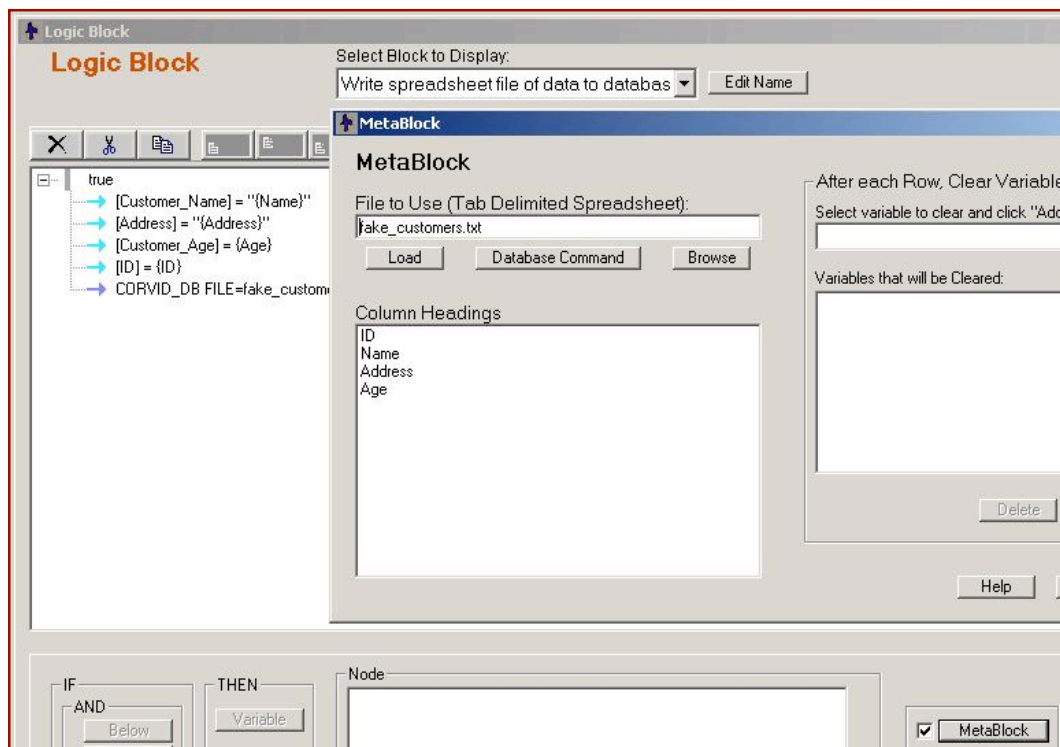 Logic Block
Logic Block
Select Block to Display:
Write spreadsheet file of data to databas
Edit Name
MetaBlock
MetaBlock
true
[Customer_Name] = "{Name}"
[Address] = "{Address}"
[Customer_Age] = {Age}
[ID] = {ID}
CORVID_DB FILE=fake_custome
File to Use (Tab Delimited Spreadsheet):
fake_customers.txt
Load
Database Command
Browse
Column Headings
ID
Name
Address
Age
After each Row, Clear Variable
Select variable to clear and click "Add
Variables that will be Cleared:
Delete
Help
IF
AND
Below
THEN
Variable
Node
MetaBlock